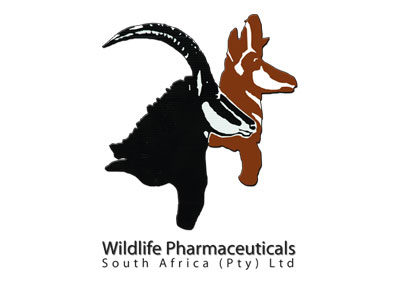 Wildlife Pharmaceuticals
South Africa (Pty) Ltd